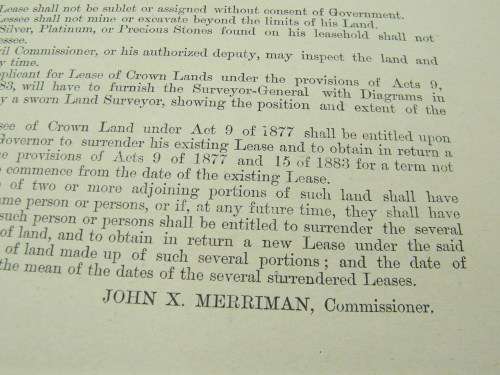 Lease shall not be sublet or assigned without consent of Government.
Lessee shall not mine or excavate beyond the limits of his Land.
Silver, Platinum, or Precious Stones found on his leasehold shall not
essee.
vil Commissioner, or his authorized deputy, may inspect the land and
y time.
pplicant for Lease of Crown Lands under the provisions of Acts 9,
83, will have to furnish the Surveyor-General with Diagrams in
y a sworn Land Surveyor, showing the position and extent of the
see of Crown Land under Act 9 of 1877 shall be entitled upon
Governor to surrender his existing Lease and to obtain in return a
e provisions of Acts 9 of 1877 and 15 of 1883 for a term not
o commence from the date of the existing Lease.
e of two or more adjoining portions of such land shall have
ame person or persons, or if, at any future time, they shall have
such person or persons shall be entitled to surrender the several
of land, and to obtain in return a new Lease under the said
of land made up of such several portions; and the date of
the mean of the dates of the several surrendered Leases.
JOHN X. MERRIMAN, Commissioner.